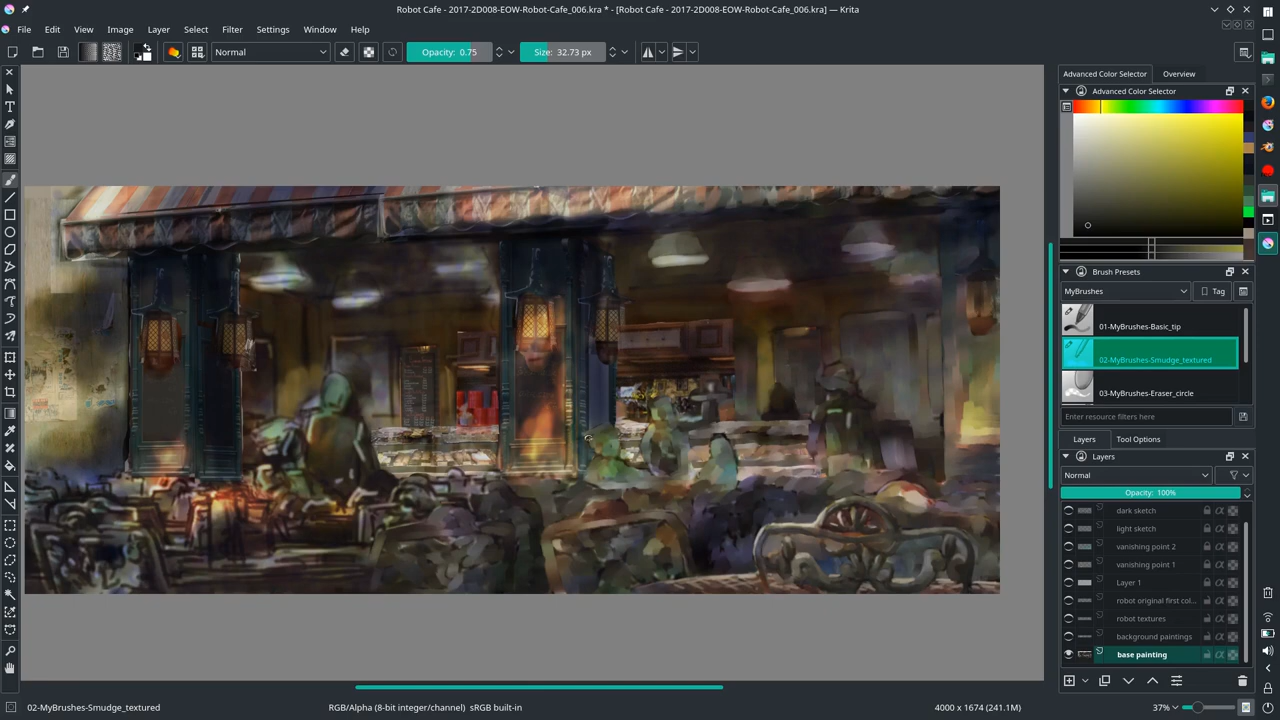 Robot Cafe - 2017-2D008-EOW-Robot-Cafe_006.kra * - [Robot Cafe - 2017-2D008-EOW-Robot-Cafe_006.kra] — Krita
File Edit View Image Layer Select Filter Settings Window Help
Normal Opacity: 0.75 Size: 32.73 px
Advanced Color Selector Overview
Advanced Color Selector
Brush Presets
MyBrushes Tag
01-MyBrushes-Basic_tip
02-MyBrushes-Smudge_textured
03-MyBrushes-Eraser_circle
Enter resource filters here
Layers Tool Options
Layers
Normal
Opacity: 100%
dark sketch
light sketch
vanishing point 2
vanishing point 1
Layer 1
robot original first col...
robot textures
background paintings
base painting
02-MyBrushes-Smudge_textured RGB/Alpha (8-bit integer/channel) sRGB built-in 4000 x 1674 (241.1M) 37%